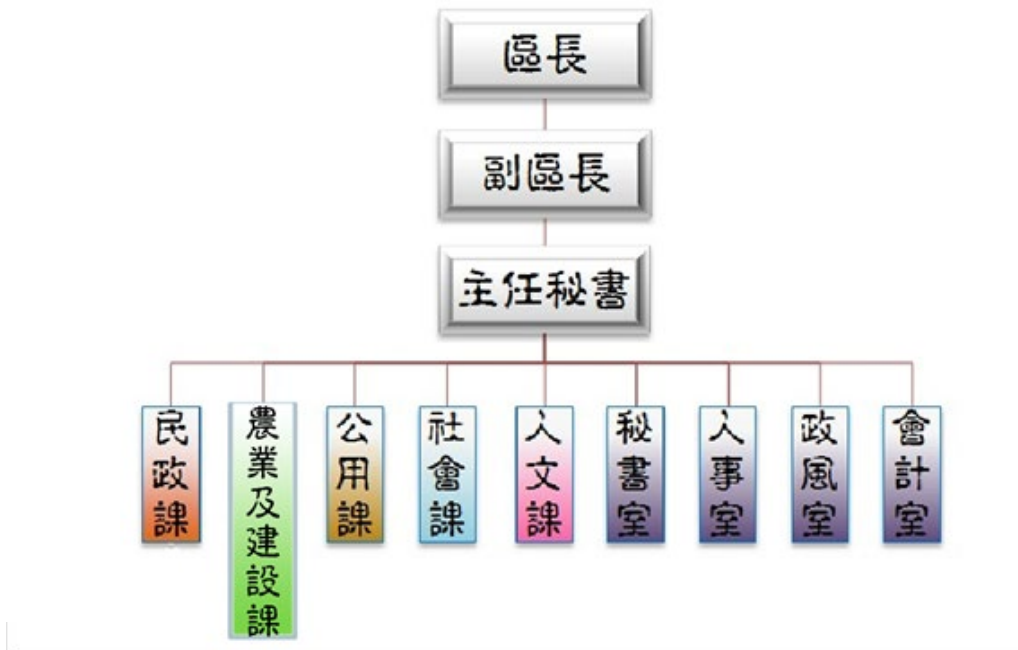 區長
副區長
主任秘書
民政課
農業及建設課
公用課
社會課
人文課
秘書室
人事室
政風室
會計室